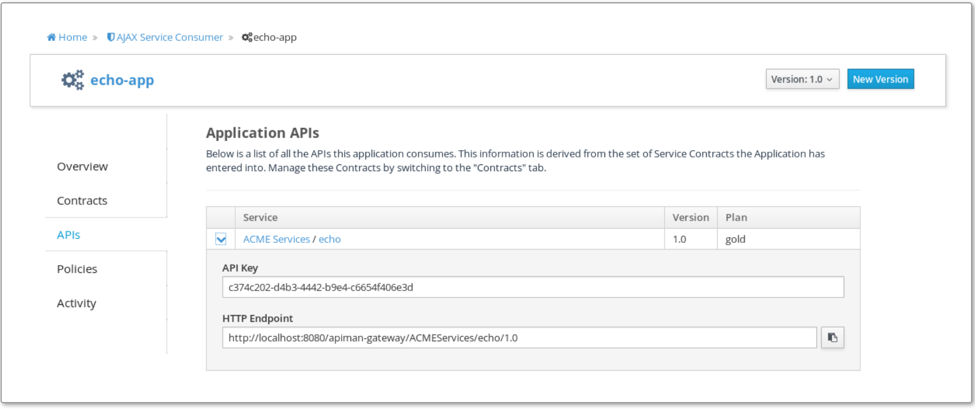 Home » AJAX Service Consumer » echo-app
echo-app
Version: 1.0
New Version
Overview
Contracts
APIs
Policies
Activity
Application APIs
Below is a list of all the APIs this application consumes. This information is derived from the set of Service Contracts the Application has
entered into. Manage these Contracts by switching to the "Contracts" tab.
Service Version Plan
ACME Services / echo 1.0 gold
API Key
c374c202-d4b3-4442-b9e4-c6654f406e3d
HTTP Endpoint
http://localhost:8080/apiman-gateway/ACMEServices/echo/1.0